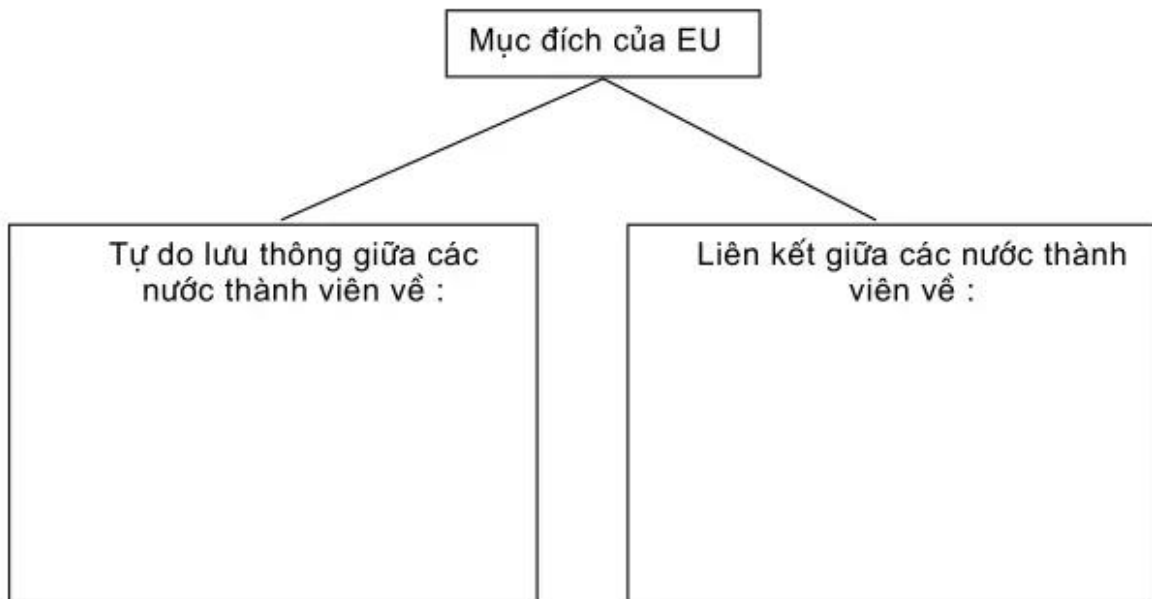 Mục đích của EU
Tự do lưu thông giữa các
nước thành viên về :
Liên kết giữa các nước thành
viên về :